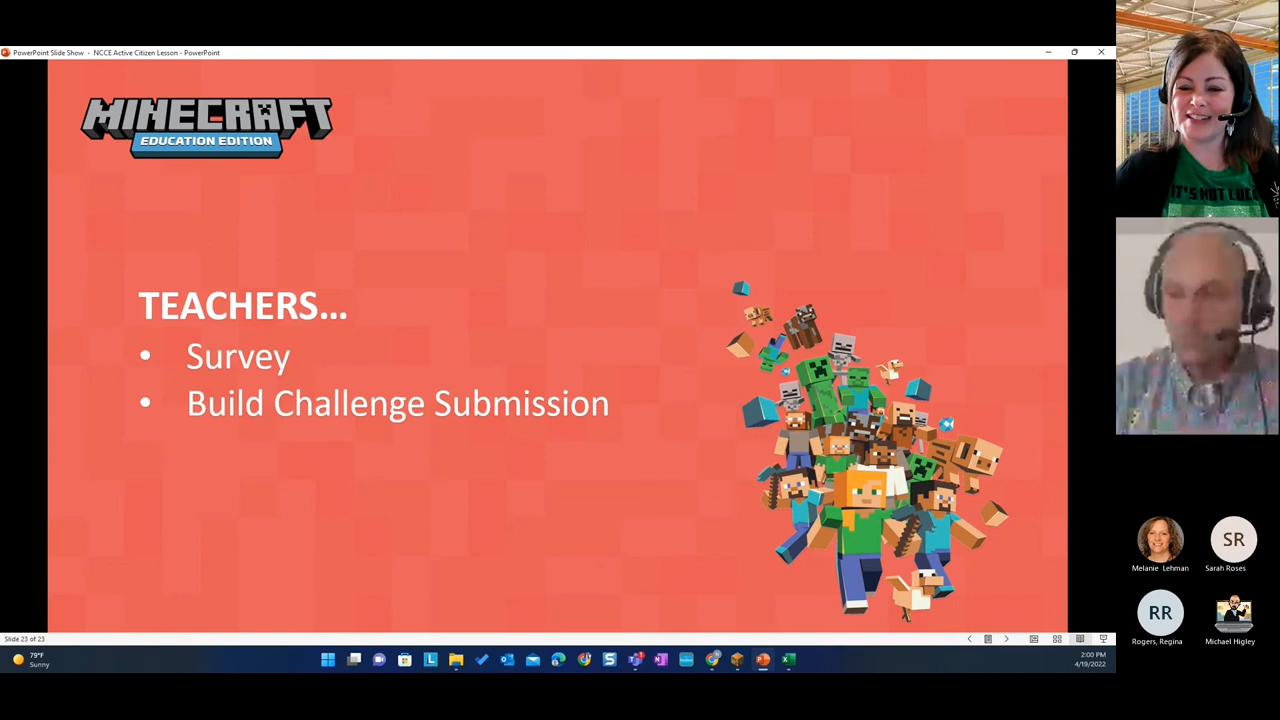 PowerPoint Slide Show - NCCE Active Citizen Lesson - PowerPoint
MINECRAFT
EDUCATION EDITION
TEACHERS…
• Survey
• Build Challenge Submission
IT'S NOT
Melanie Lehman
SR
Sarah Roses
RR
Rogers, Regina
Michael Higley
Slide 23 of 23
79°F
Sunny
2:00 PM
4/19/2022